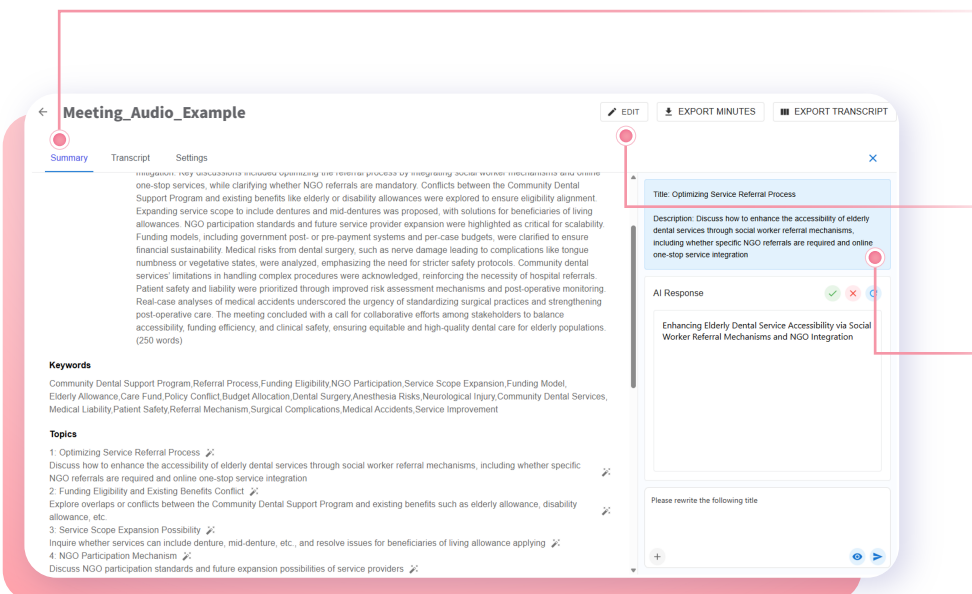 Meeting_Audio_Example
EDIT
EXPORT MINUTES
EXPORT TRANSCRIPT
Summary
Transcript
Settings
mitigation. Key discussions included optimizing the referral process by integrating social worker mechanisms and online
one-stop services, while clarifying whether NGO referrals are mandatory. Conflicts between the Community Dental
Support Program and existing benefits like elderly or disability allowances were explored to ensure eligibility alignment.
Expanding service scope to include dentures and mid-dentures was proposed, with solutions for beneficiaries of living
allowances. NGO participation standards and future service provider expansion were highlighted as critical for scalability.
Funding models, including government post- or pre-payment systems and per-case budgets, were clarified to ensure
financial sustainability. Medical risks from dental surgery, such as nerve damage leading to complications like tongue
numbness or vegetative states, were analyzed, emphasizing the need for stricter safety protocols. Community dental
services' limitations in handling complex procedures were acknowledged, reinforcing the necessity of hospital referrals.
Patient safety and liability were prioritized through improved risk assessment mechanisms and post-operative monitoring.
Real-case analyses of medical accidents underscored the urgency of standardizing surgical practices and strengthening
post-operative care. The meeting concluded with a call for collaborative efforts among stakeholders to balance
accessibility, funding efficiency, and clinical safety, ensuring equitable and high-quality dental care for elderly populations.
(250 words)
Keywords
Community Dental Support Program,Referral Process,Funding Eligibility,NGO Participation,Service Scope Expansion,Funding Model,
Elderly Allowance,Care Fund,Policy Conflict,Budget Allocation,Dental Surgery,Anesthesia Risks,Neurological Injury,Community Dental Services,
Medical Liability,Patient Safety,Referral Mechanism,Surgical Complications,Medical Accidents,Service Improvement
Topics
1: Optimizing Service Referral Process
Discuss how to enhance the accessibility of elderly dental services through social worker referral mechanisms, including whether specific
NGO referrals are required and online one-stop service integration
2: Funding Eligibility and Existing Benefits Conflict
Explore overlaps or conflicts between the Community Dental Support Program and existing benefits such as elderly allowance, disability
allowance, etc.
3: Service Scope Expansion Possibility
Inquire whether services can include denture, mid-denture, etc., and resolve issues for beneficiaries of living allowance applying
4: NGO Participation Mechanism
Discuss NGO participation standards and future expansion possibilities of service providers
Title: Optimizing Service Referral Process
Description: Discuss how to enhance the accessibility of elderly
dental services through social worker referral mechanisms,
including whether specific NGO referrals are required and online
one-stop service integration
AI Response
Enhancing Elderly Dental Service Accessibility via Social
Worker Referral Mechanisms and NGO Integration
Please rewrite the following title